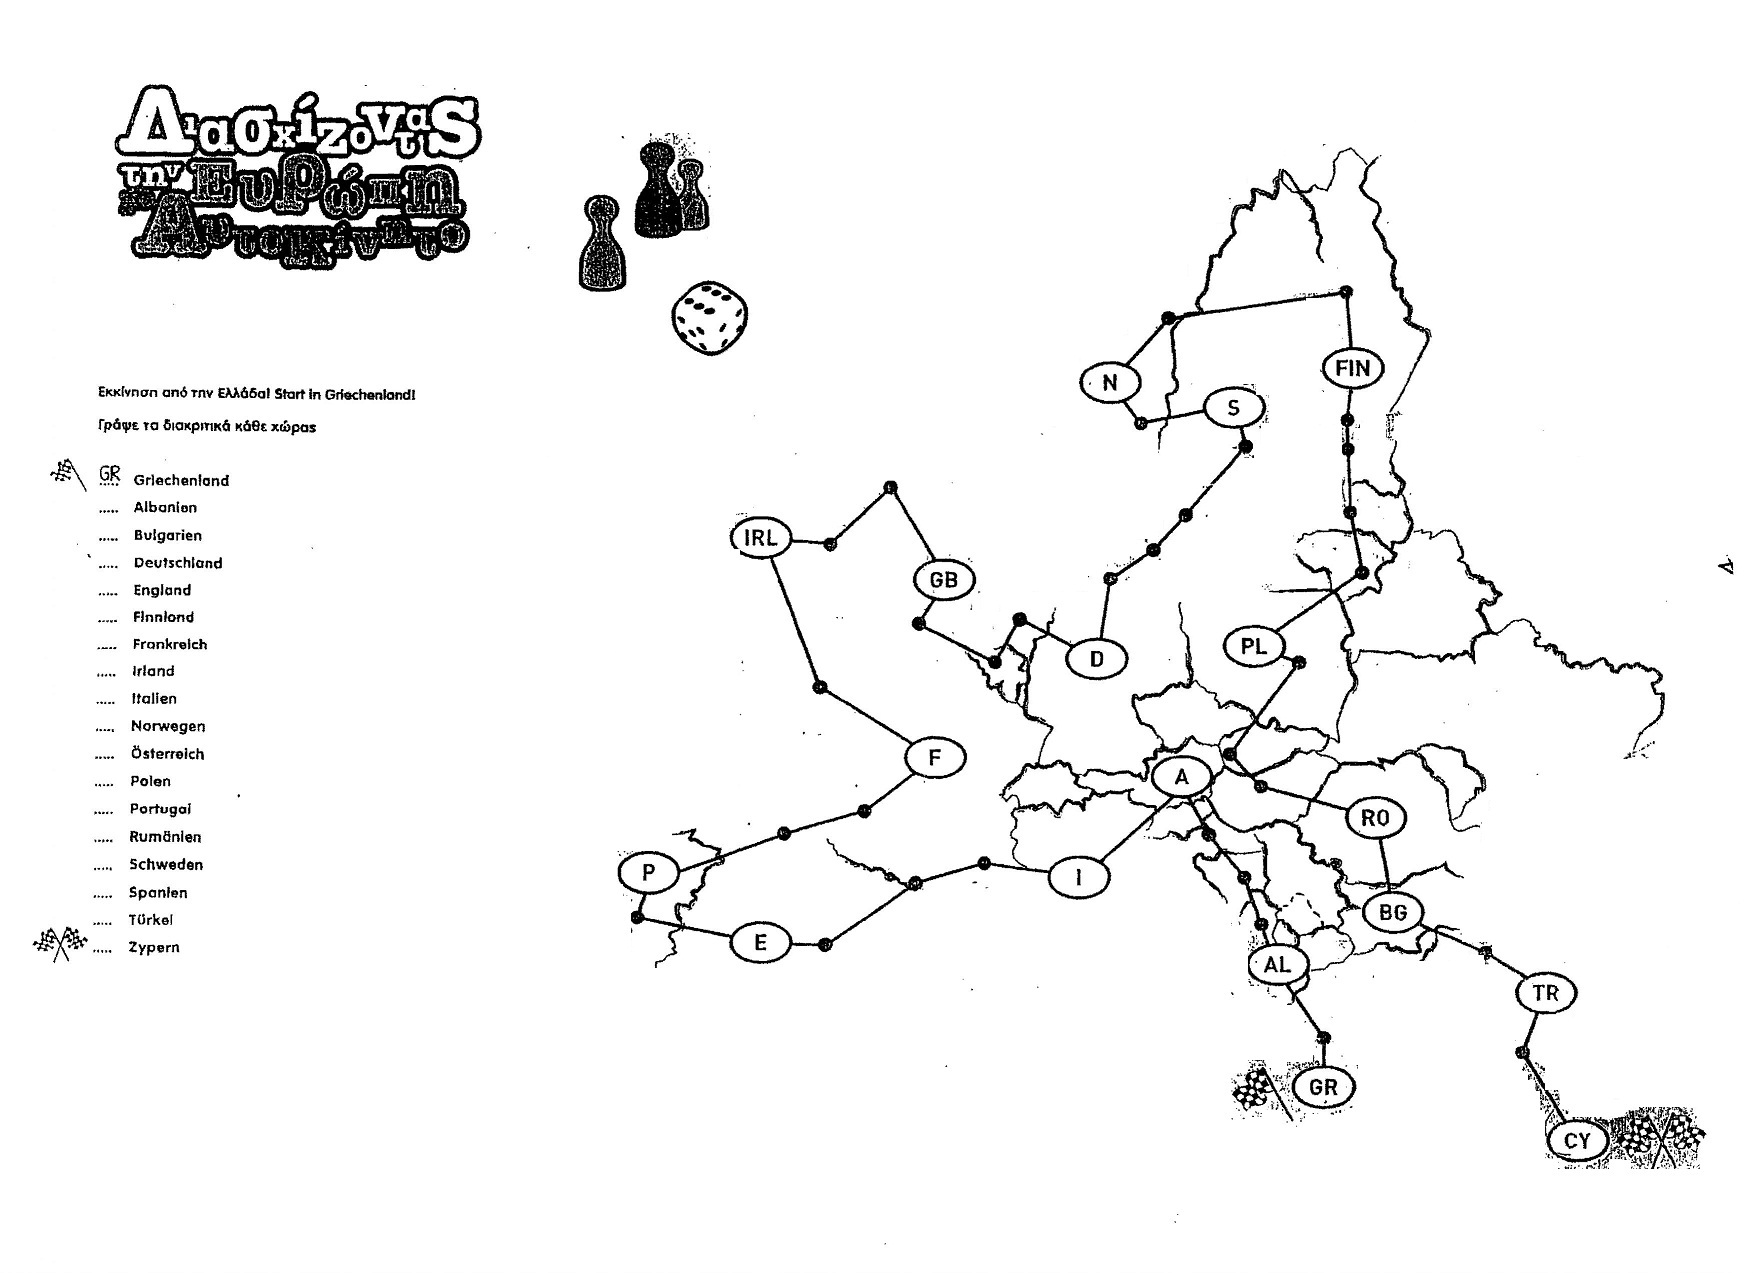 Διασχίζοντας
την Ευρώπη
με Αυτοκίνητο
Εκκίνηση από την Ελλάδα! Start in Griechenland!
Γράψε τα διακριτικά κάθε χώρας
GR Griechenland
..... Albanien
..... Bulgarien
..... Deutschland
..... England
..... Finnland
..... Frankreich
..... Irland
..... Italien
..... Norwegen
..... Österreich
..... Polen
..... Portugal
..... Rumänien
..... Schweden
..... Spanien
..... Türkei
..... Zypern
FIN
N
S
IRL
GB
PL
D
F
A
RO
P
I
BG
E
AL
TR
GR
CY